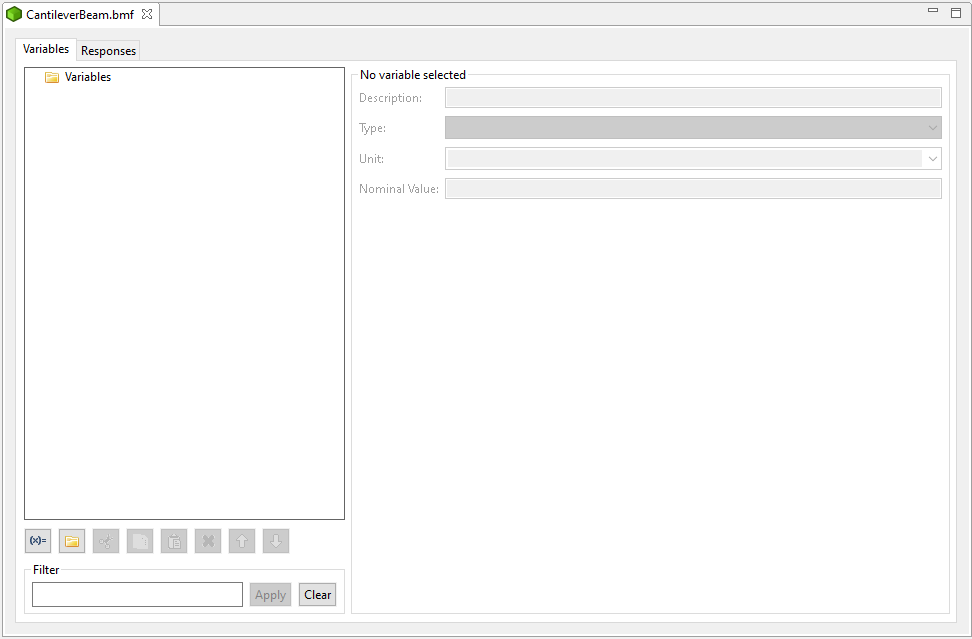 CantileverBeam.bmf
Variables
Responses
Variables
No variable selected
Description:
Type:
Unit:
Nominal Value:
(x)=
Filter
Apply
Clear